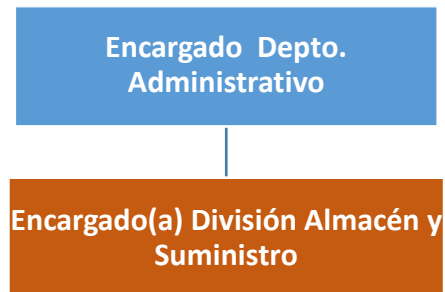 Encargado Depto.
Administrativo
Encargado(a) División Almacén y
Suministro